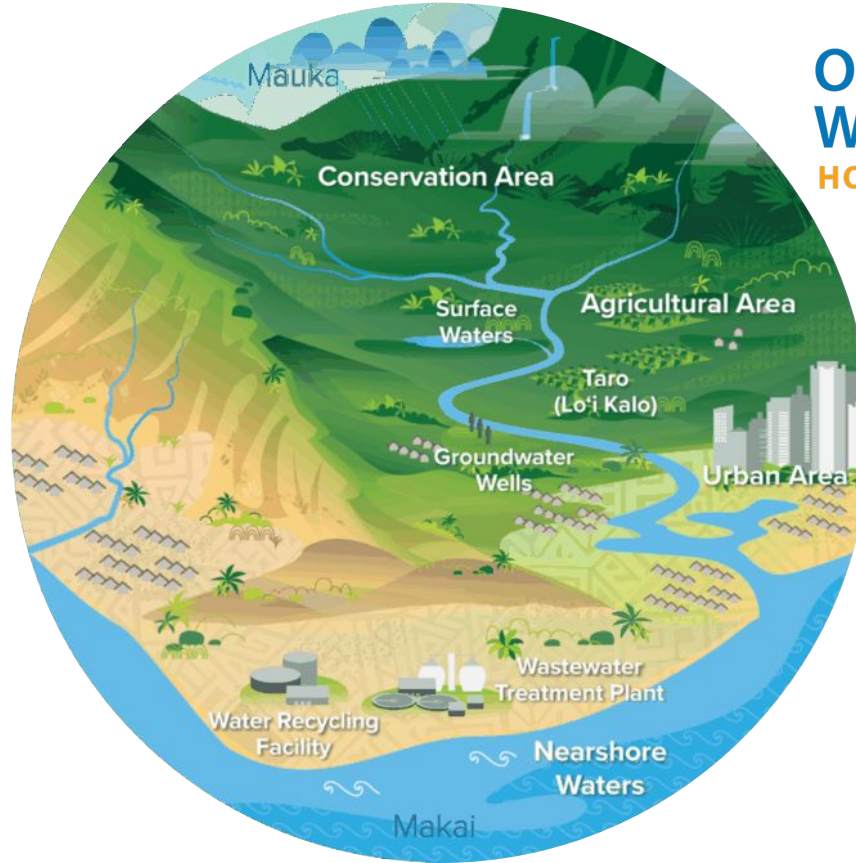 Mauka
Conservation Area
Surface
Waters
Agricultural Area
Taro
(Lo‘i Kalo)
Groundwater
Wells
Urban Area
Wastewater
Treatment Plant
Water Recycling
Facility
Nearshore
Waters
Makai